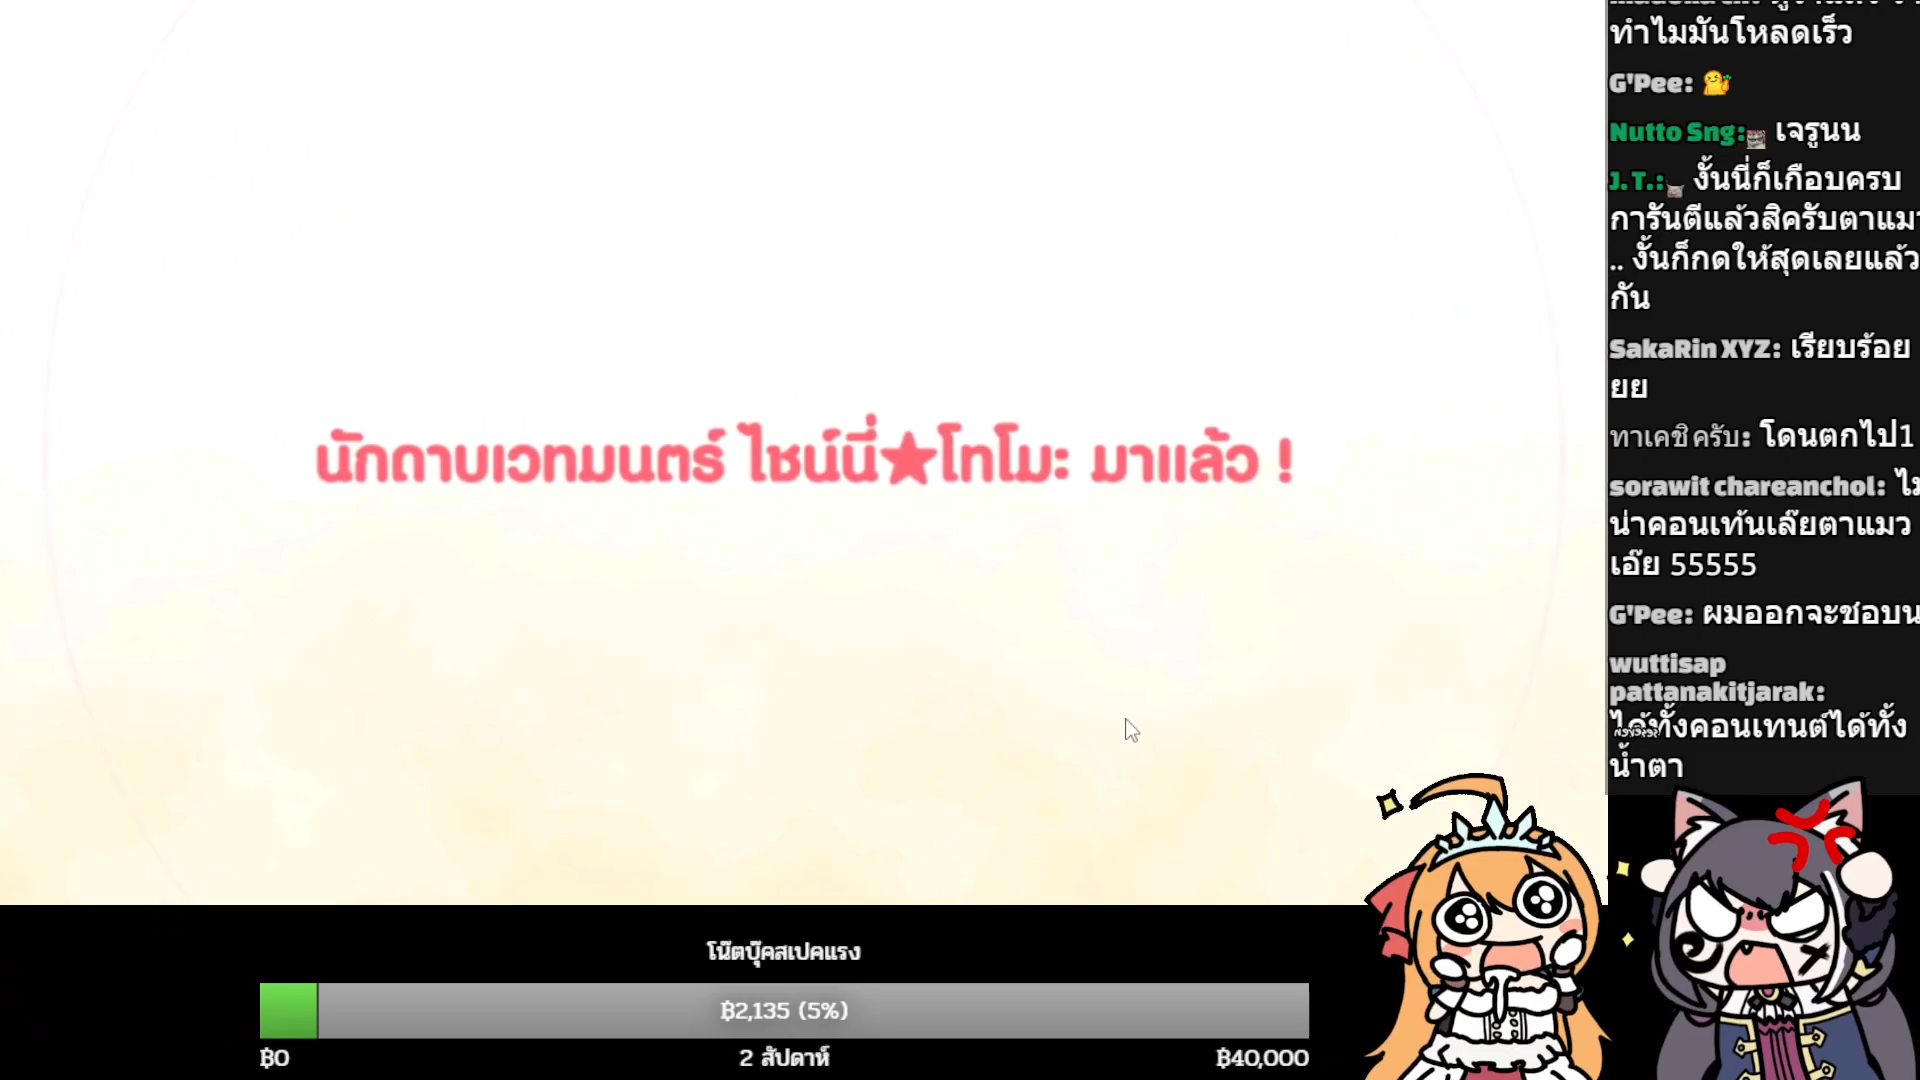 นักดาบเวทมนตร์ ไชน์นี่★โทโมะ มาแล้ว !
ทำไมมันโหลดเร็ว
G'Pee:
Nutto Sng: เจรูนน
J.T.: งั้นนี่ก็เกือบครบ
การันตีแล้วสิครับตาแมว
.. งั้นก็กดให้สุดเลยแล้ว
กัน
SakaRin XYZ: เรียบร้อย
ยย
ทาเคชิ ครับ: โดนตกไป1
sorawit chareanchol: ไม่
น่าคอนเท้นเล๊ยตาแมว
เอ๊ย 55555
G'Pee: ผมออกจะชอบน
wuttisap
pattanakitjarak:
ได้ทั้งคอนเทนต์ได้ทั้ง
น้ำตา
โน๊ตบุ๊คสเปคแรง
฿2,135 (5%)
฿0 2 สัปดาห์ ฿40,000